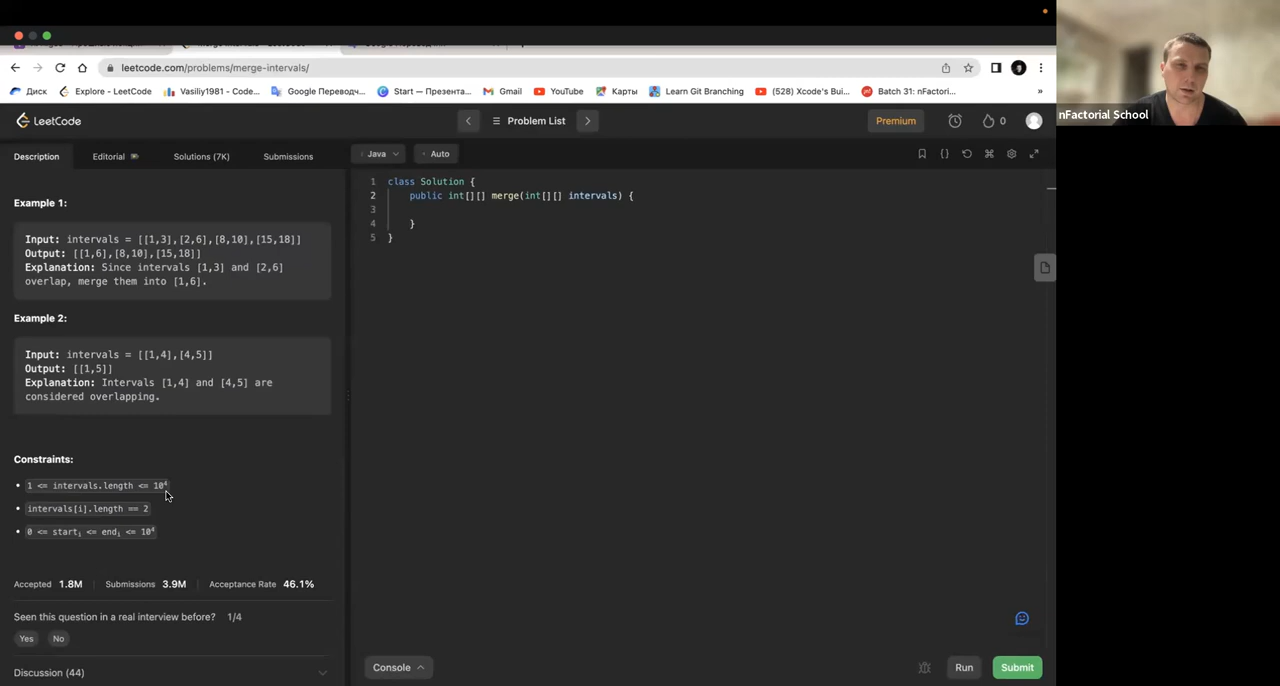 leetcode.com/problems/merge-intervals/
Диск
Explore - LeetCode
Vasiliy1981 - Code...
Google Переводч...
Start — Презента...
Gmail
YouTube
Карты
Learn Git Branching
(528) Xcode's Bui...
Batch 31: nFactori...
»
nFactorial School
LeetCode
Problem List
Premium
0
Description
Editorial
Solutions (7K)
Submissions
Java
Auto
Example 1:
Input: intervals = [[1,3],[2,6],[8,10],[15,18]]
Output: [[1,6],[8,10],[15,18]]
Explanation: Since intervals [1,3] and [2,6]
overlap, merge them into [1,6].
Example 2:
Input: intervals = [[1,4],[4,5]]
Output: [[1,5]]
Explanation: Intervals [1,4] and [4,5] are
considered overlapping.
Constraints:
• 1 <= intervals.length <= 10⁴
• intervals[i].length == 2
• 0 <= startᵢ <= endᵢ <= 10⁴
Accepted 1.8M Submissions 3.9M Acceptance Rate 46.1%
Seen this question in a real interview before? 1/4
Yes No
Discussion (44)
1 class Solution {
2 public int[][] merge(int[][] intervals) {
3
4 }
5 }
Console
Run
Submit